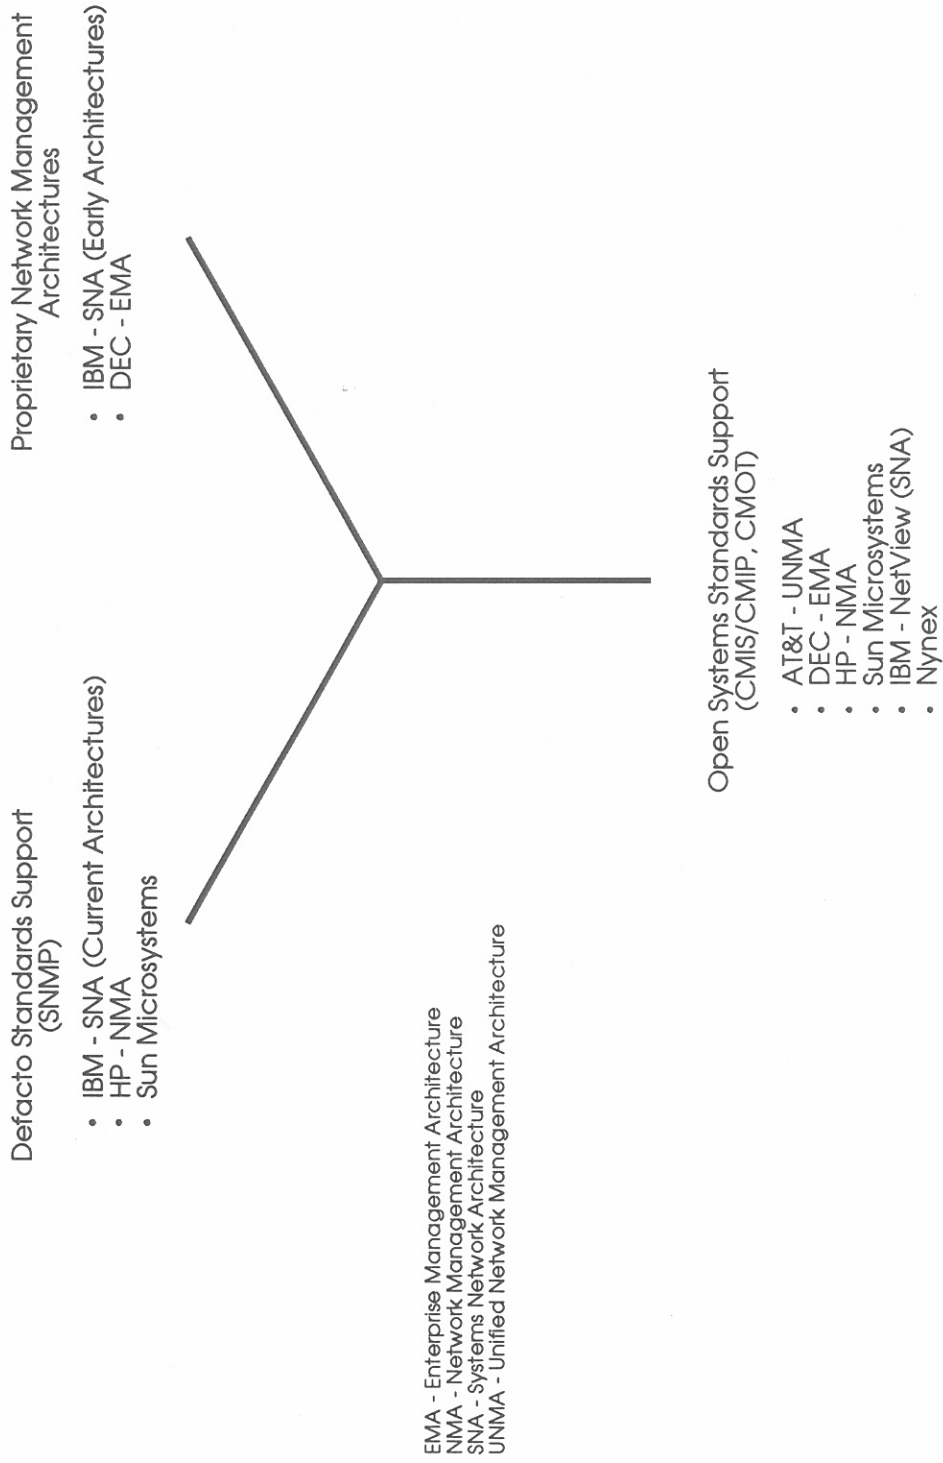 Defacto Standards Support
(SNMP)
• IBM - SNA (Current Architectures)
• HP - NMA
• Sun Microsystems
Proprietary Network Management
Architectures
• IBM - SNA (Early Architectures)
• DEC - EMA
EMA - Enterprise Management Architecture
NMA - Network Management Architecture
SNA - Systems Network Architecture
UNMA - Unified Network Management Architecture
Open Systems Standards Support
(CMIS/CMIP, CMOT)
• AT&T - UNMA
• DEC - EMA
• HP - NMA
• Sun Microsystems
• IBM - NetView (SNA)
• Nynex